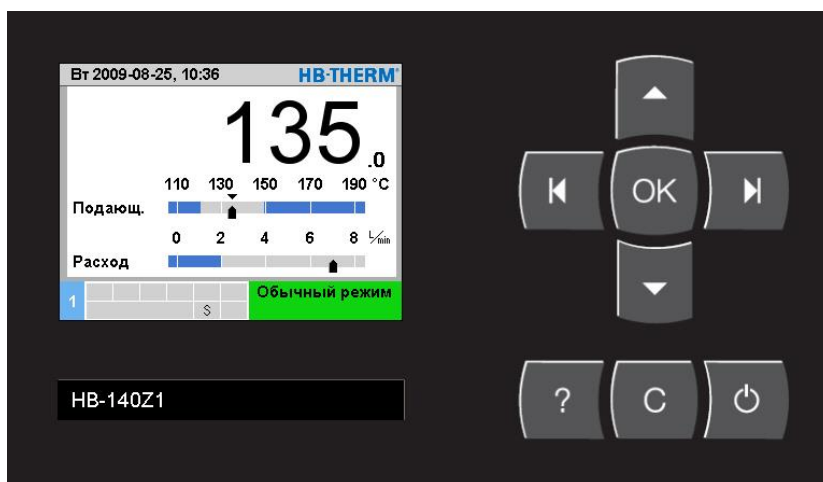 Вт 2009-08-25, 10:36 HB-THERM®
135.0
110 130 150 170 190 °C
Подающ.
0 2 4 6 8 L/min
Расход
1 Обычный режим
S
HB-140Z1
OK
? C